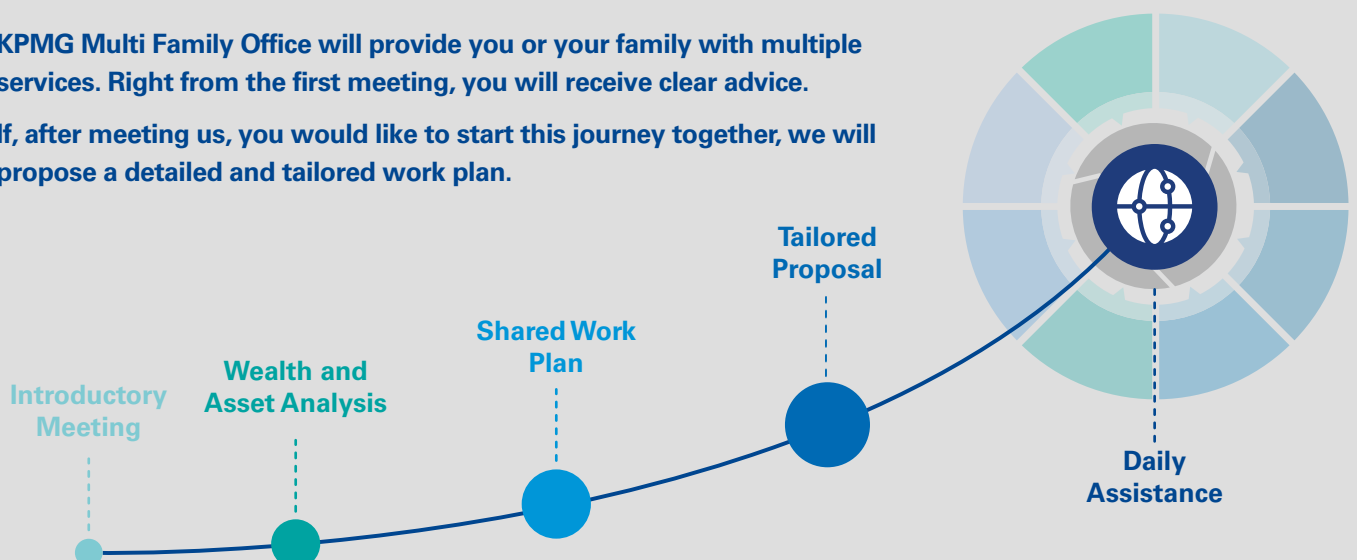 KPMG Multi Family Office will provide you or your family with multiple
services. Right from the first meeting, you will receive clear advice.
If, after meeting us, you would like to start this journey together, we will
propose a detailed and tailored work plan.
Introductory
Meeting
Wealth and
Asset Analysis
Shared Work
Plan
Tailored
Proposal
Daily
Assistance